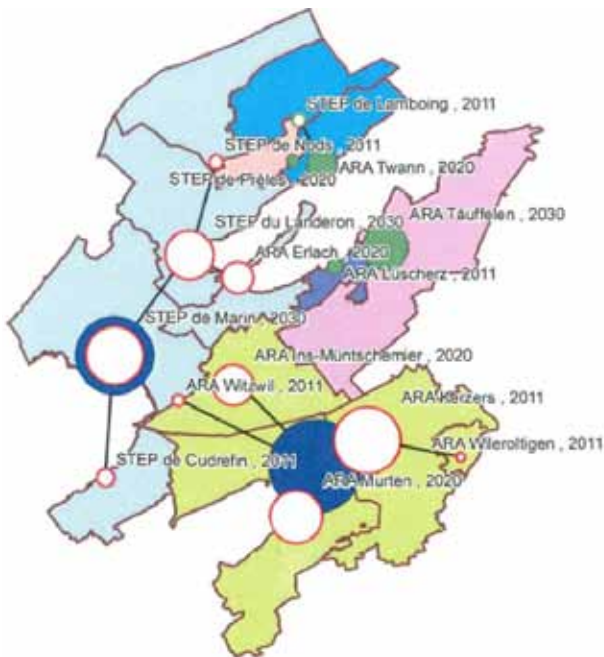 STEP de Lamboing , 2011
STEP de Nods , 2011
ARA Twann , 2020
STEP de Prêles , 2020
STEP du Landeron , 2030
ARA Täuffelen , 2030
ARA Erlach , 2020
ARA Lüscherz , 2011
STEP de Marin , 2030
ARA Ins-Müntschemier , 2020
ARA Witzwil , 2011
ARA Kerzers , 2011
ARA Wileroltigen , 2011
STEP de Cudrefin , 2011
ARA Murten , 2020